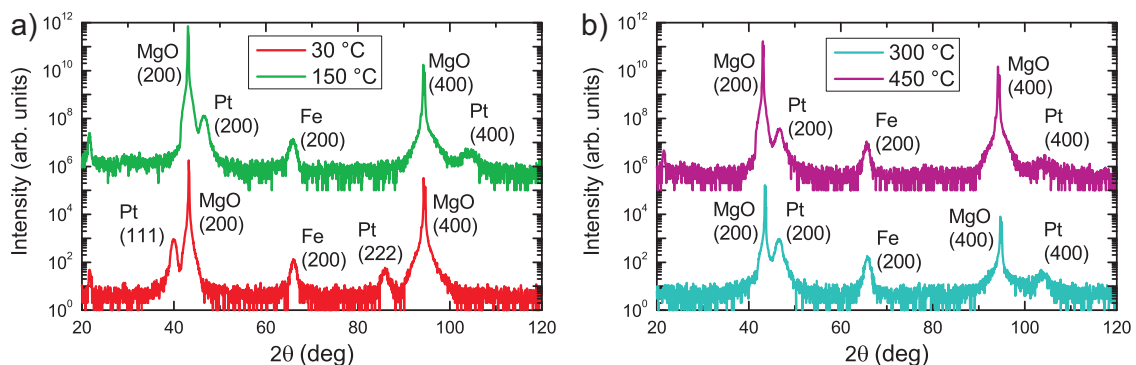 a)
Intensity (arb. units)
10^12
10^10
10^8
10^6
10^4
10^2
10^0
30 °C
150 °C
MgO
(200)
Pt
(200)
Fe
(200)
MgO
(400)
Pt
(400)
Pt
(111)
MgO
(200)
Fe
(200)
Pt
(222)
MgO
(400)
20 40 60 80 100 120
2θ (deg)
b)
Intensity (arb. units)
10^12
10^10
10^8
10^6
10^4
10^2
10^0
300 °C
450 °C
MgO
(200)
Pt
(200)
Fe
(200)
MgO
(400)
Pt
(400)
MgO
(200)
Pt
(200)
Fe
(200)
MgO
(400)
Pt
(400)
20 40 60 80 100 120
2θ (deg)